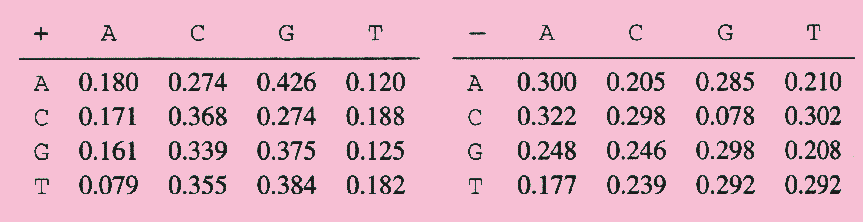 + A C G T − A C G T
A 0.180 0.274 0.426 0.120 A 0.300 0.205 0.285 0.210
C 0.171 0.368 0.274 0.188 C 0.322 0.298 0.078 0.302
G 0.161 0.339 0.375 0.125 G 0.248 0.246 0.298 0.208
T 0.079 0.355 0.384 0.182 T 0.177 0.239 0.292 0.292